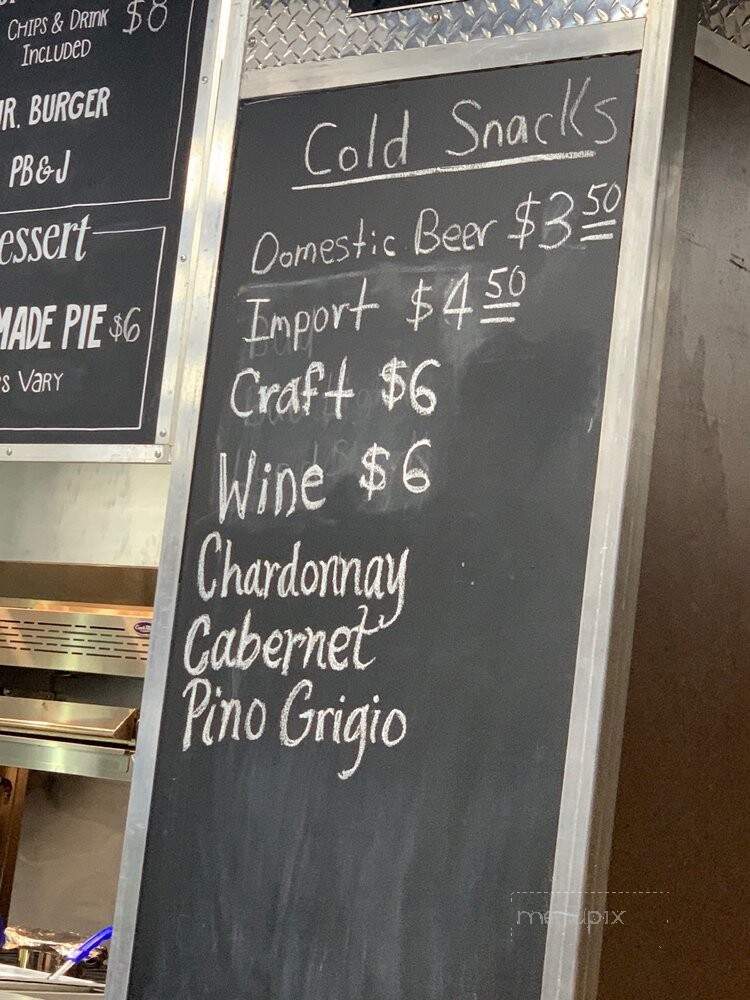 CHIPS & DRINK $8
INCLUDED
BURGER
PB&J
MADE PIE $6
VARY
Cold Snacks
Domestic Beer $3 50
Import $4 50
Craft $6
Wine $6
Chardonnay
Cabernet
Pino Grigio
menupix